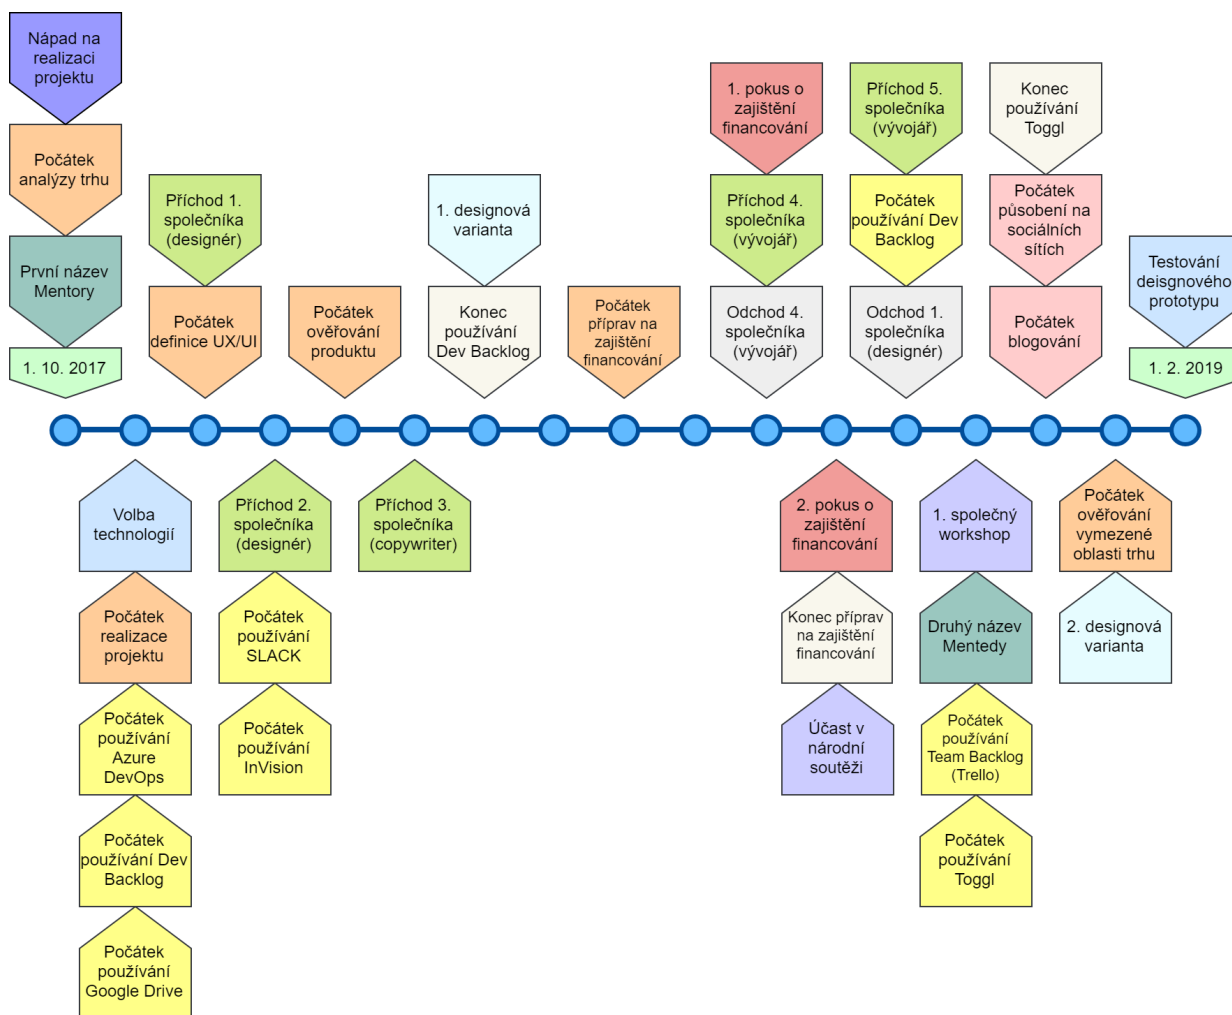 Nápad na
realizaci
projektu
Počátek
analýzy trhu
První název
Mentory
1. 10. 2017
Příchod 1.
společníka
(designér)
Počátek
definice UX/UI
Počátek
ověřování
produktu
1. designová
varianta
Konec
používání
Dev Backlog
Počátek
příprav na
zajištění
financování
1. pokus o
zajištění
financování
Příchod 4.
společníka
(vývojář)
Odchod 4.
společníka
(vývojář)
Příchod 5.
společníka
(vývojář)
Počátek
používání Dev
Backlog
Odchod 1.
společníka
(designér)
Konec
používání
Toggl
Počátek
působení na
sociálních
sítích
Počátek
blogování
Testování
deisgnového
prototypu
1. 2. 2019
Volba
technologií
Počátek
realizace
projektu
Počátek
používání
Azure
DevOps
Počátek
používání Dev
Backlog
Počátek
používání
Google Drive
Příchod 2.
společníka
(designér)
Počátek
používání
SLACK
Počátek
používání
InVision
Příchod 3.
společníka
(copywriter)
2. pokus o
zajištění
financování
Konec příprav
na zajištění
financování
Účast v
národní
soutěži
1. společný
workshop
Druhý název
Mentedy
Počátek
používání
Team Backlog
(Trello)
Počátek
používání
Toggl
Počátek
ověřování
vymezené
oblasti trhu
2. designová
varianta